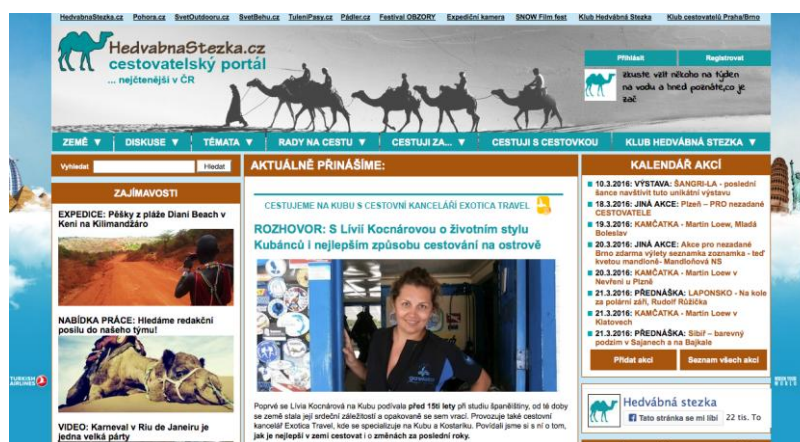 HedvabnaStezka.cz Pohora.cz SvetOutdooru.cz SvetBehu.cz TuleniPasy.cz Pádler.cz Festival OBZORY Expediční kamera SNOW Film fest Klub Hedvábná Stezka Klub cestovatelů Praha/Brno
HedvabnaStezka.cz
cestovatelský portál
... nejčtenější v ČR
Přihlásit Registrovat
zkuste vzít někoho na týden
na vodu a hned poznáte,co je
zač
ZEMĚ ▼ DISKUSE ▼ TÉMATA ▼ RADY NA CESTU ▼ CESTUJI ZA... ▼ CESTUJI S CESTOVKOU KLUB HEDVÁBNÁ STEZKA ▼
Vyhledat Hledat
ZAJÍMAVOSTI
EXPEDICE: Pěšky z pláže Diani Beach v
Keni na Kilimandžáro
NABÍDKA PRÁCE: Hledáme redakční
posilu do našeho týmu!
VIDEO: Karneval v Riu de Janeiru je
jedna velká párty
AKTUÁLNĚ PŘINÁŠÍME:
CESTUJEME NA KUBU S CESTOVNÍ KANCELÁŘÍ EXOTICA TRAVEL
ROZHOVOR: S Lívií Kocnárovou o životním stylu
Kubánců i nejlepším způsobu cestování na ostrově
Poprvé se Lívia Kocnárová na Kubu podívala před 15ti lety při studiu španělštiny, od té doby
se země stala její srdeční záležitostí a opakovaně se sem vrací. Provozuje také cestovní
kancelář Exotica Travel, kde se specializuje na Kubu a Kostariku. Povídali jsme si s ní o tom,
jak je nejlepší v zemi cestovat i o změnách za poslední roky.
KALENDÁŘ AKCÍ
10.3.2016: VÝSTAVA: ŠANGRI-LA - poslední
šance navštívit tuto unikátní výstavu
18.3.2016: JINÁ AKCE: Plzeň – PRO nezadané
CESTOVATELE
19.3.2016: KAMČATKA - Martin Loew, Mladá
Boleslav
20.3.2016: JINÁ AKCE: Akce pro nezadané
Brno zdarma výlety seznamka zoznamka - teď
kvetou mandloně- Mandloňová NS
20.3.2016: KAMČATKA - Martin Loew v
Nevřeni u Plzně
21.3.2016: PŘEDNÁŠKA: LAPONSKO - Na kole
za polární září, Rudolf Růžička
21.3.2016: KAMČATKA - Martin Loew v
Klatovech
21.3.2016: PŘEDNÁŠKA: Sibiř – barevný
podzim v Sajanech a na Bajkale
Přidat akci Seznam všech akcí
Hedvábná stezka
Tato stránka se mi líbí 22 tis. To
TURKISH
AIRLINES
WIDEN YOUR
WORLD